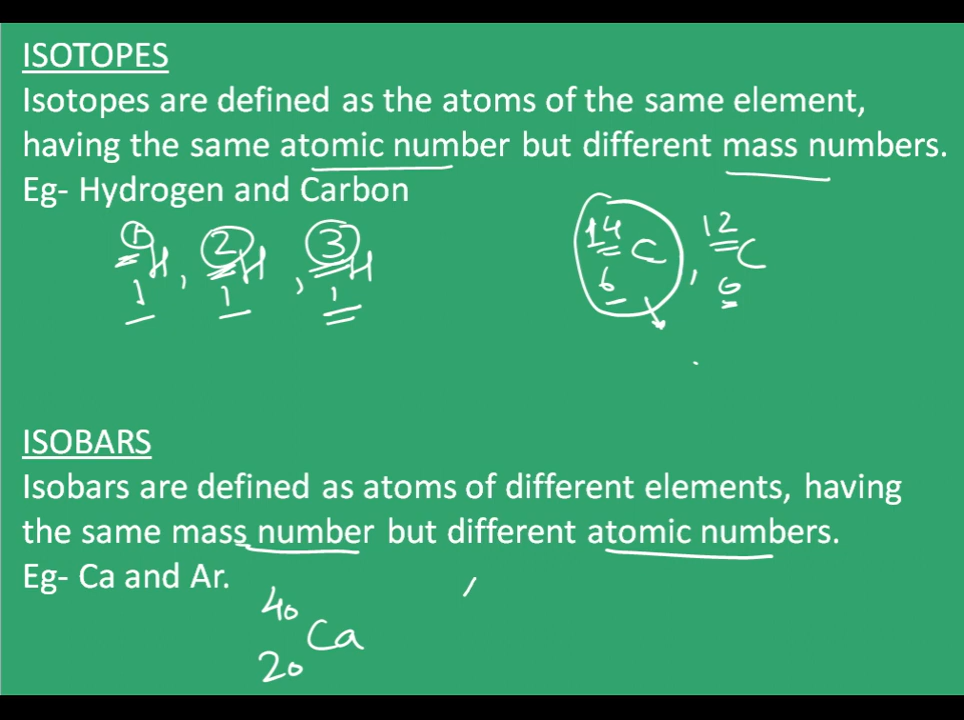 ISOTOPES
Isotopes are defined as the atoms of the same element,
having the same atomic number but different mass numbers.
Eg- Hydrogen and Carbon
1 2 3 14 12
H, H, H C, C
1 1 1 6 6
ISOBARS
Isobars are defined as atoms of different elements, having
the same mass number but different atomic numbers.
Eg- Ca and Ar.
40
Ca
20